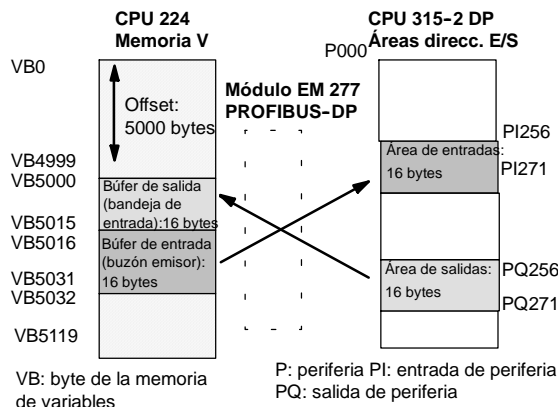 CPU 224
Memoria V
CPU 315-2 DP
Áreas direcc. E/S
P000
VB0
Módulo EM 277
PROFIBUS-DP
Offset:
5000 bytes
PI256
VB4999
VB5000
Área de entradas:
16 bytes
PI271
Búfer de salida
(bandeja de
entrada):16 bytes
VB5015
VB5016
Búfer de entrada
(buzón emisor):
16 bytes
VB5031
VB5032
Área de salidas:
16 bytes
PQ256
PQ271
VB5119
VB: byte de la memoria
de variables
P: periferia PI: entrada de periferia
PQ: salida de periferia